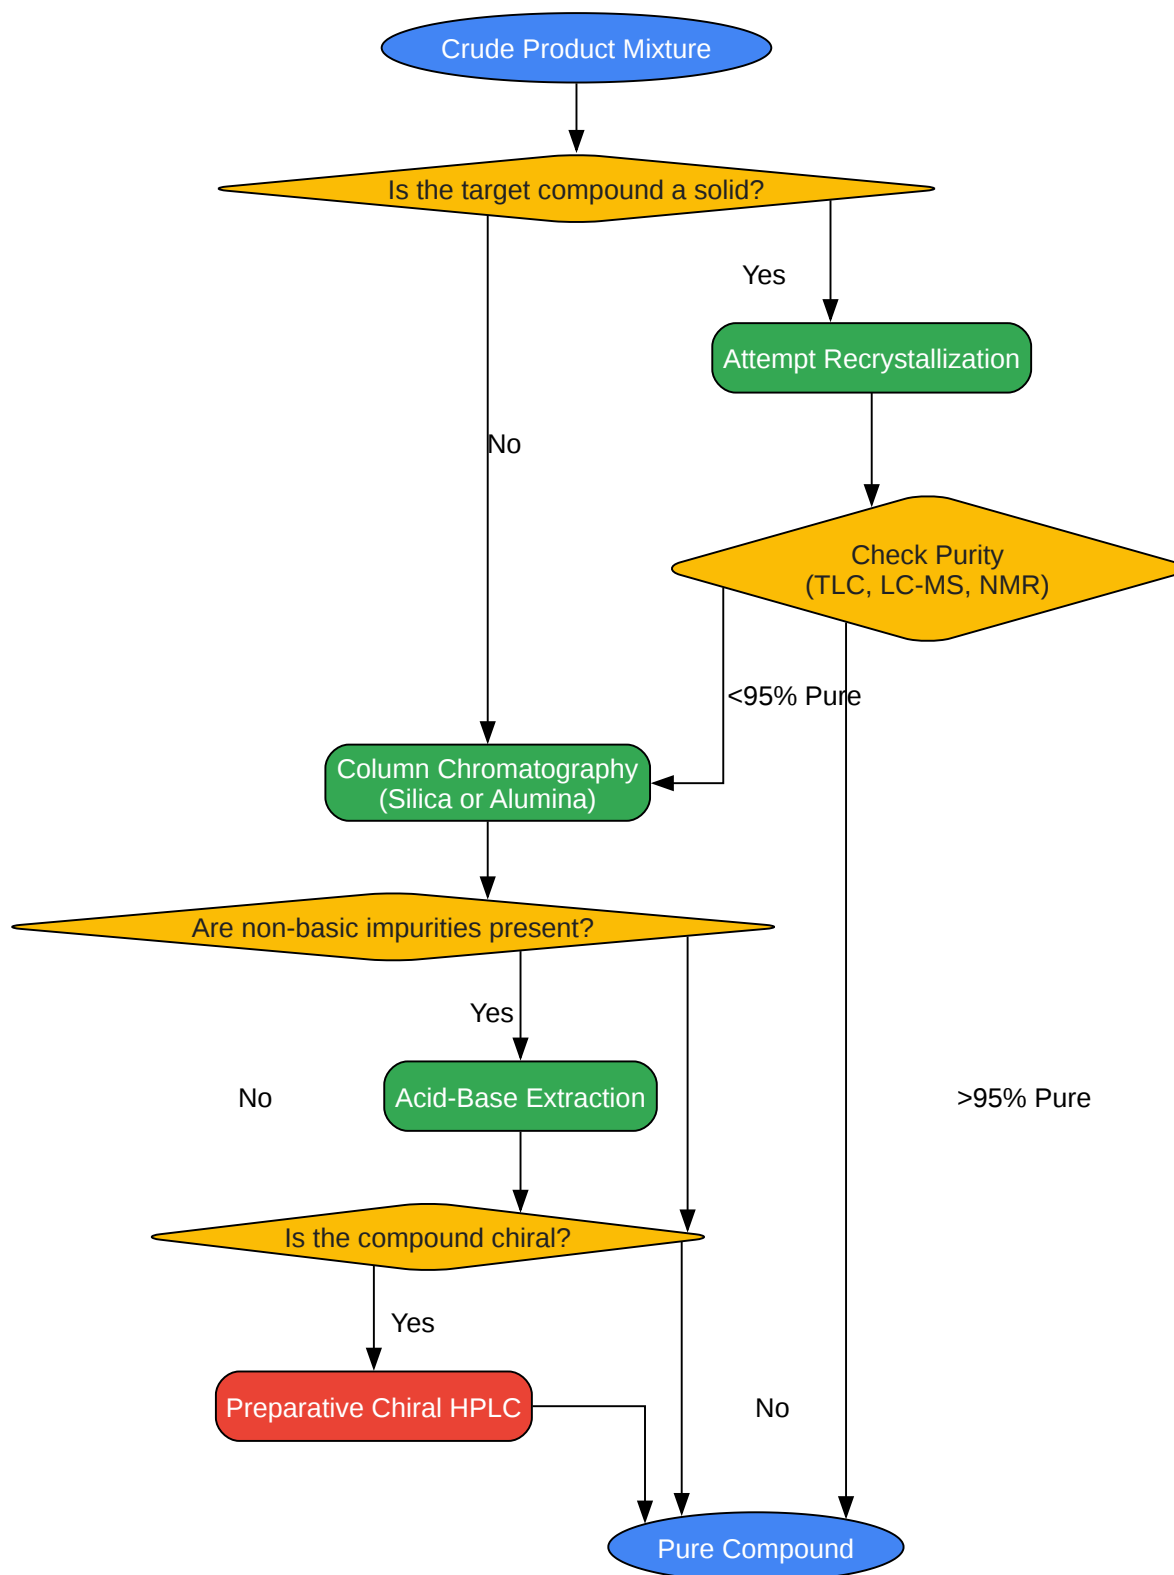 Crude Product Mixture
Is the target compound a solid?
Yes
Attempt Recrystallization
No
Check Purity
(TLC, LC-MS, NMR)
<95% Pure
Column Chromatography
(Silica or Alumina)
Are non-basic impurities present?
Yes
No
Acid-Base Extraction
>95% Pure
Is the compound chiral?
Yes
Preparative Chiral HPLC
No
Pure Compound